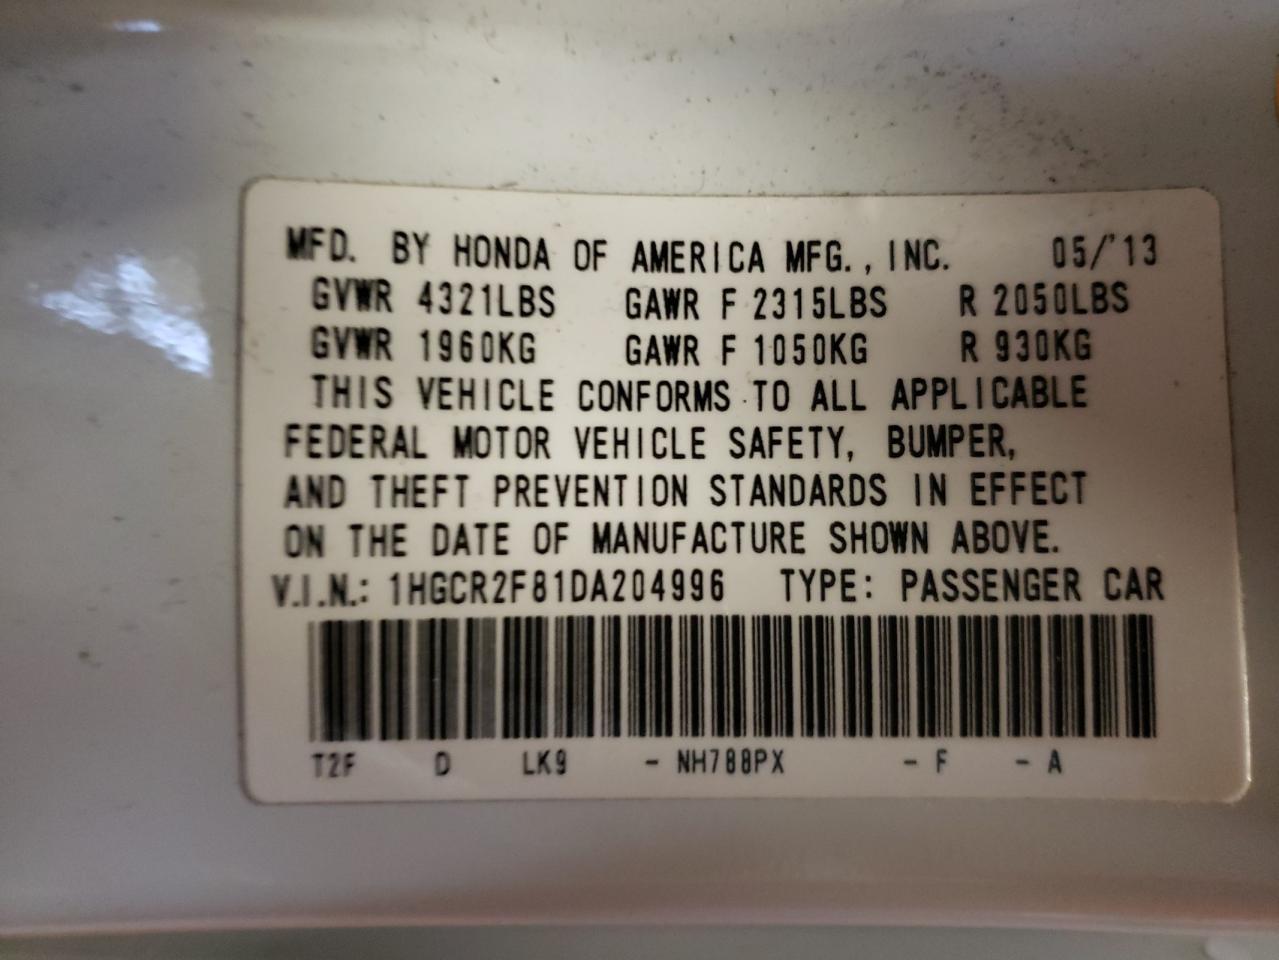 MFD. BY HONDA OF AMERICA MFG., INC. 05/'13
GVWR 4321LBS GAWR F 2315LBS R 2050LBS
GVWR 1960KG GAWR F 1050KG R 930KG
THIS VEHICLE CONFORMS TO ALL APPLICABLE
FEDERAL MOTOR VEHICLE SAFETY, BUMPER,
AND THEFT PREVENTION STANDARDS IN EFFECT
ON THE DATE OF MANUFACTURE SHOWN ABOVE.
V.I.N.: 1HGCR2F81DA204996 TYPE: PASSENGER CAR
T2F D LK9 - NH788PX - F - A